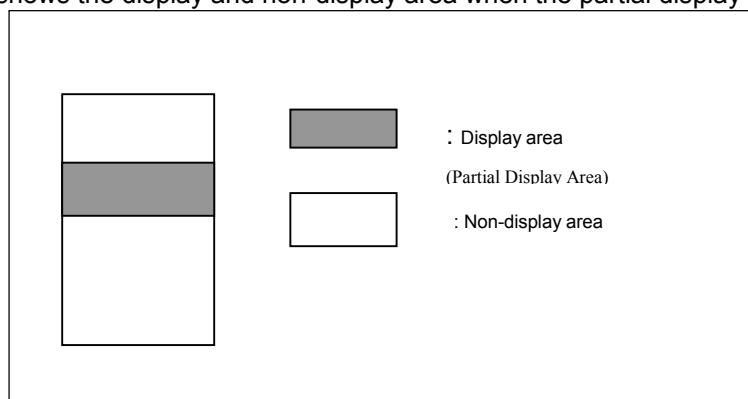 shows the display and non-display area when the partial display
: Display area
(Partial Display Area)
: Non-display area